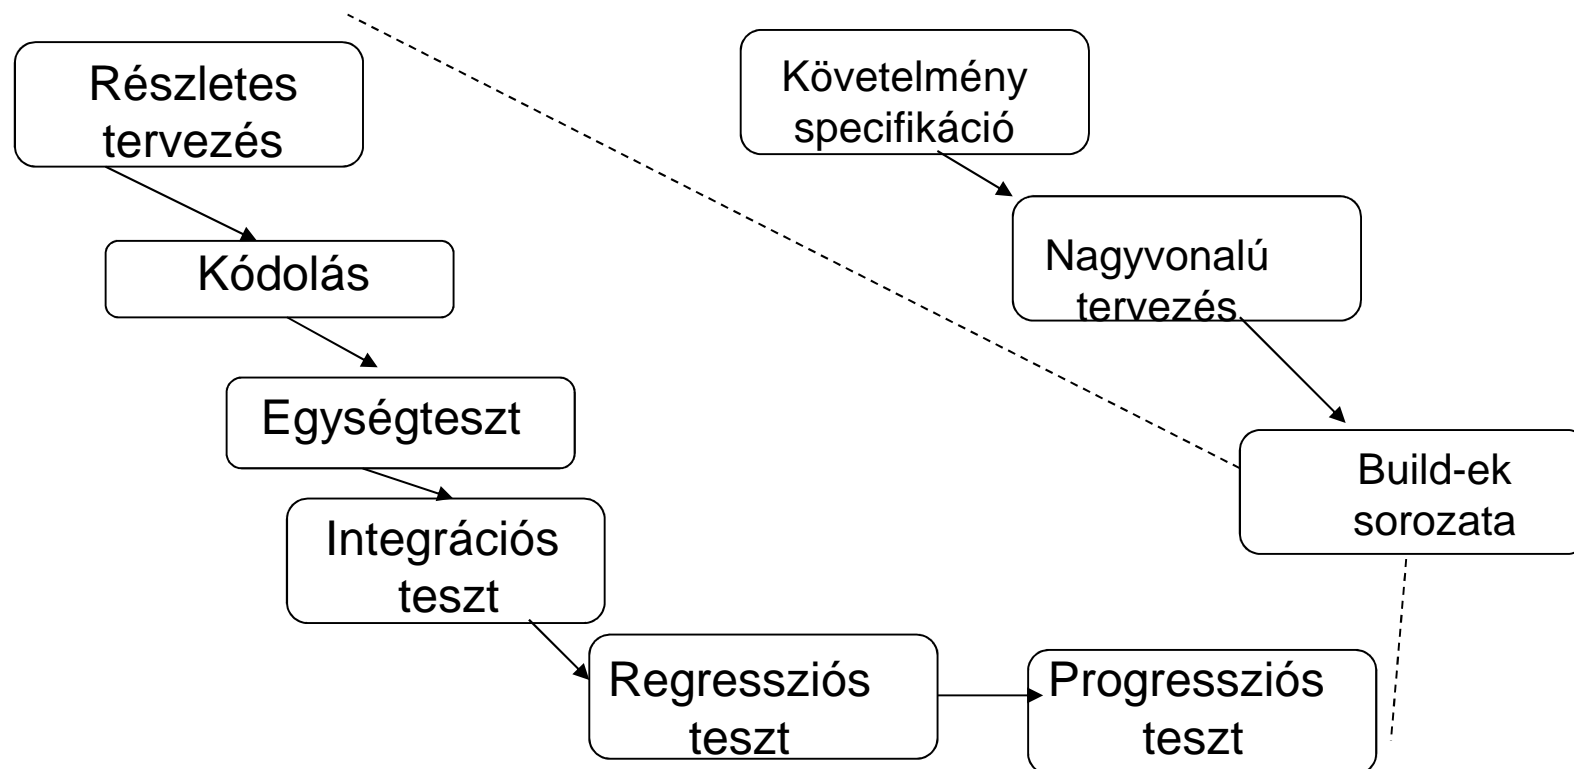 Részletes
tervezés
Kódolás
Egységteszt
Integrációs
teszt
Regressziós
teszt
Progressziós
teszt
Követelmény
specifikáció
Nagyvonalú
tervezés
Build-ek
sorozata